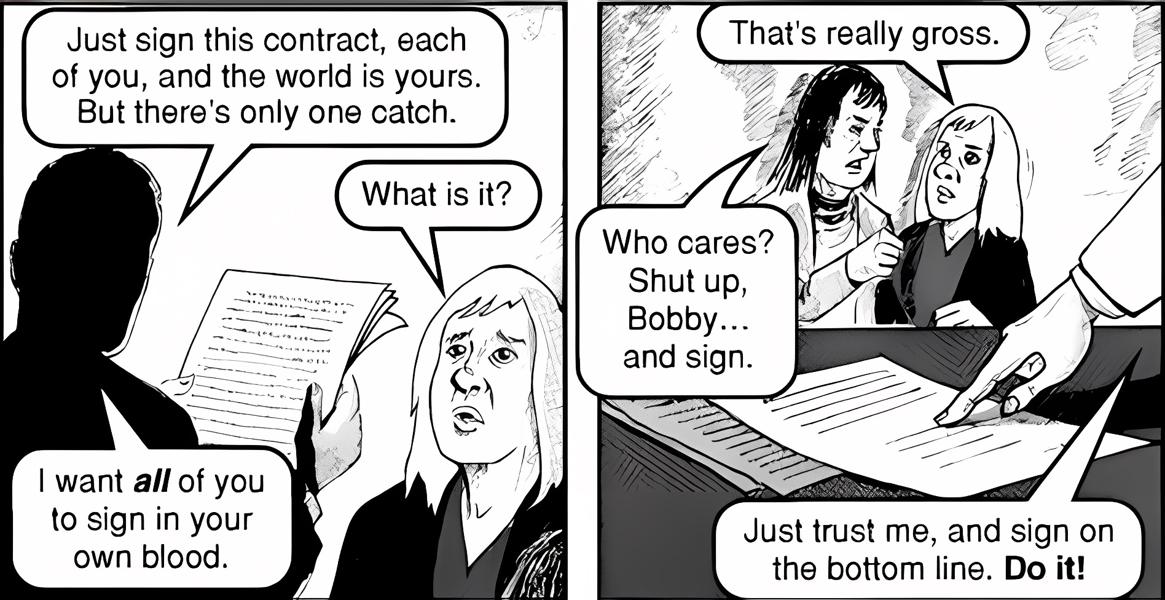 Just sign this contract, each
of you, and the world is yours.
But there's only one catch.
What is it?
I want all of you
to sign in your
own blood.
That's really gross.
Who cares?
Shut up,
Bobby...
and sign.
Just trust me, and sign on
the bottom line. Do it!